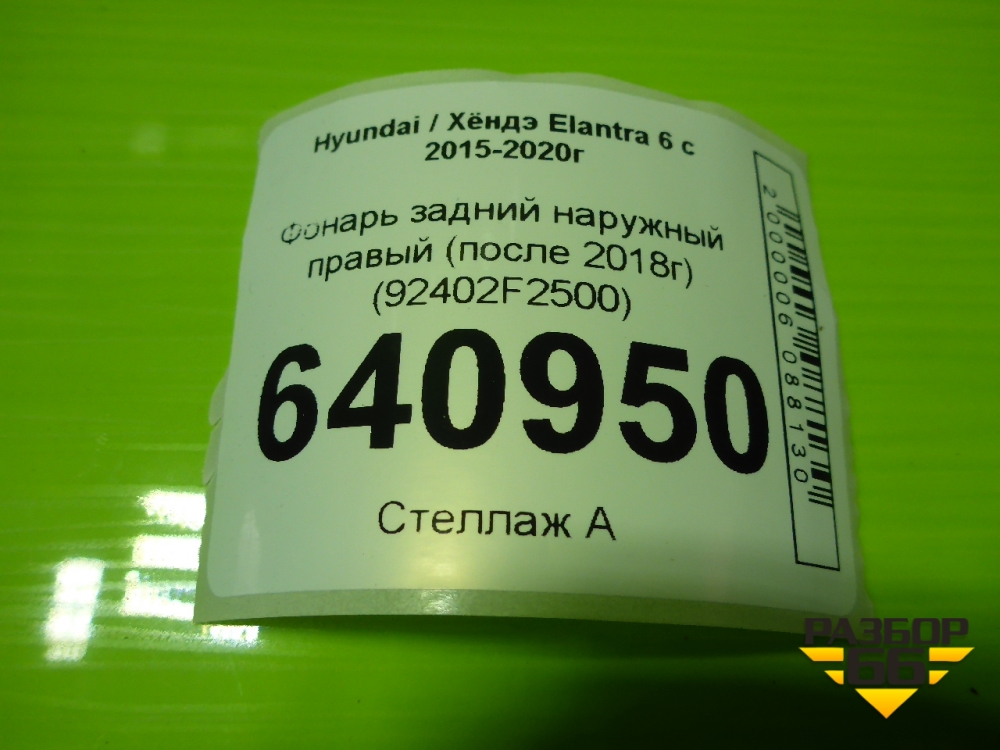 Hyundai / Хёндэ Elantra 6 с
2015-2020г
Фонарь задний наружный
правый (после 2018г)
(92402F2500)
640950
Стеллаж А
2000006088130
РАЗБОР
66